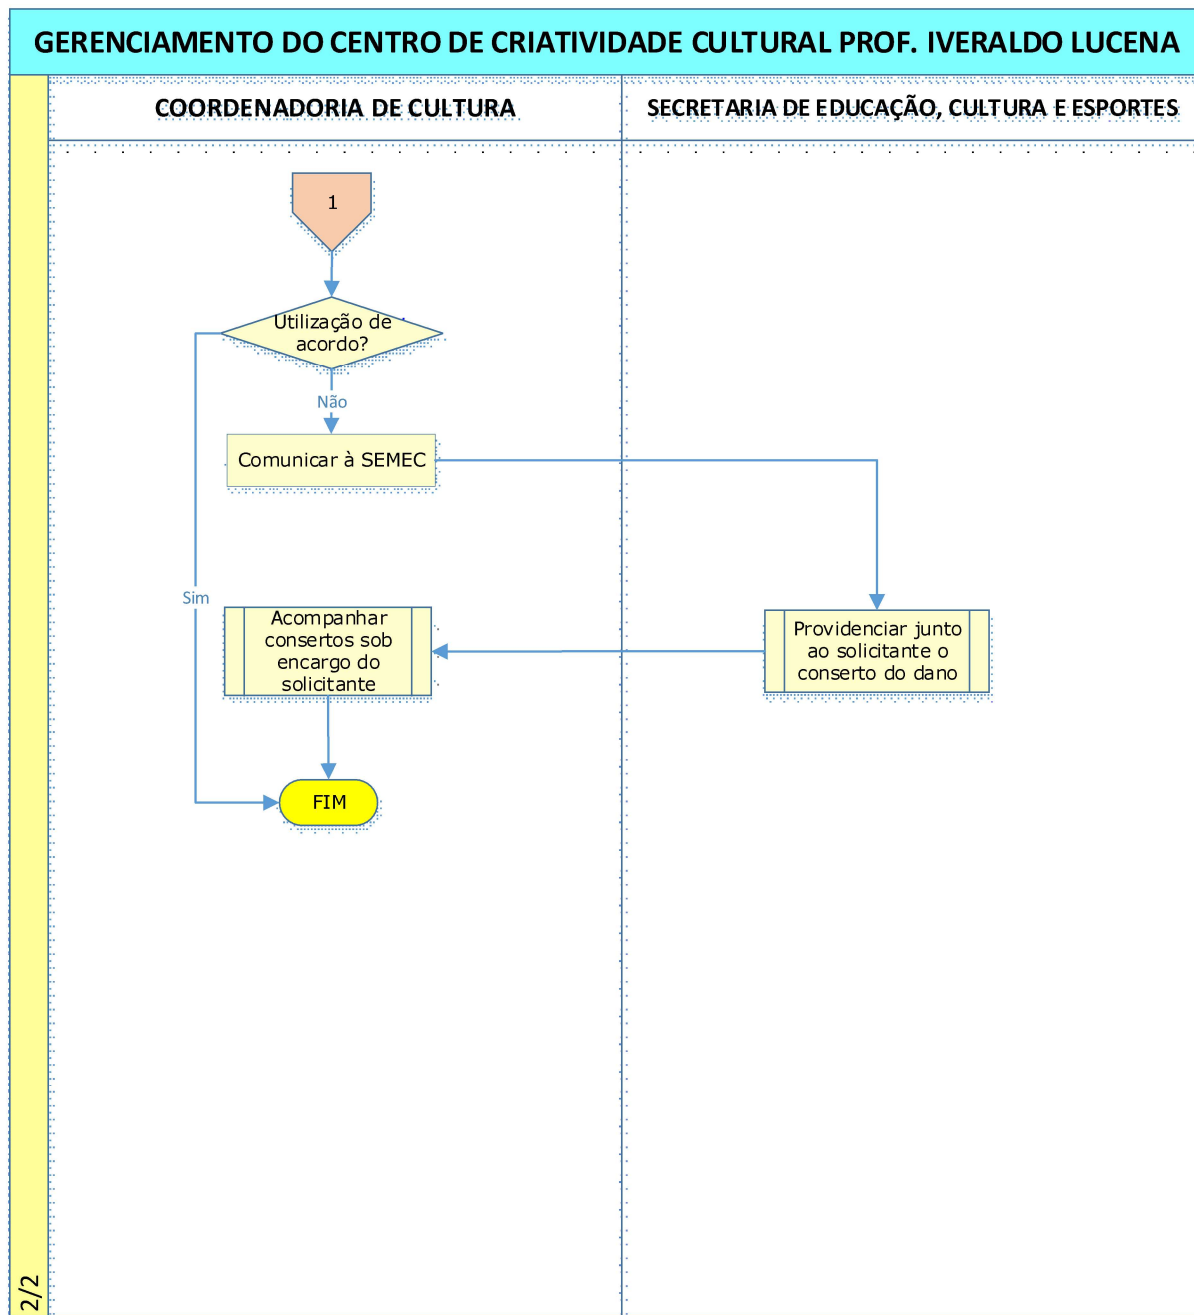 GERENCIAMENTO DO CENTRO DE CRIATIVIDADE CULTURAL PROF. IVERALDO LUCENA
COORDENADORIA DE CULTURA
SECRETARIA DE EDUCAÇÃO, CULTURA E ESPORTES
1
Utilização de
acordo?
Não
Comunicar à SEMEC
Sim
Acompanhar
consertos sob
encargo do
solicitante
Providenciar junto
ao solicitante o
conserto do dano
FIM
2/2